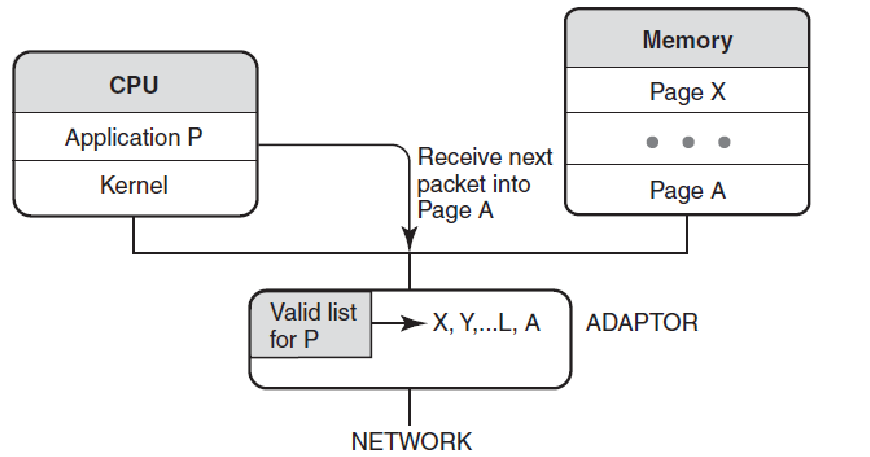 CPU
Application P
Kernel
Receive next
packet into
Page A
Memory
Page X
Page A
Valid list
for P
X, Y,...L, A
ADAPTOR
NETWORK